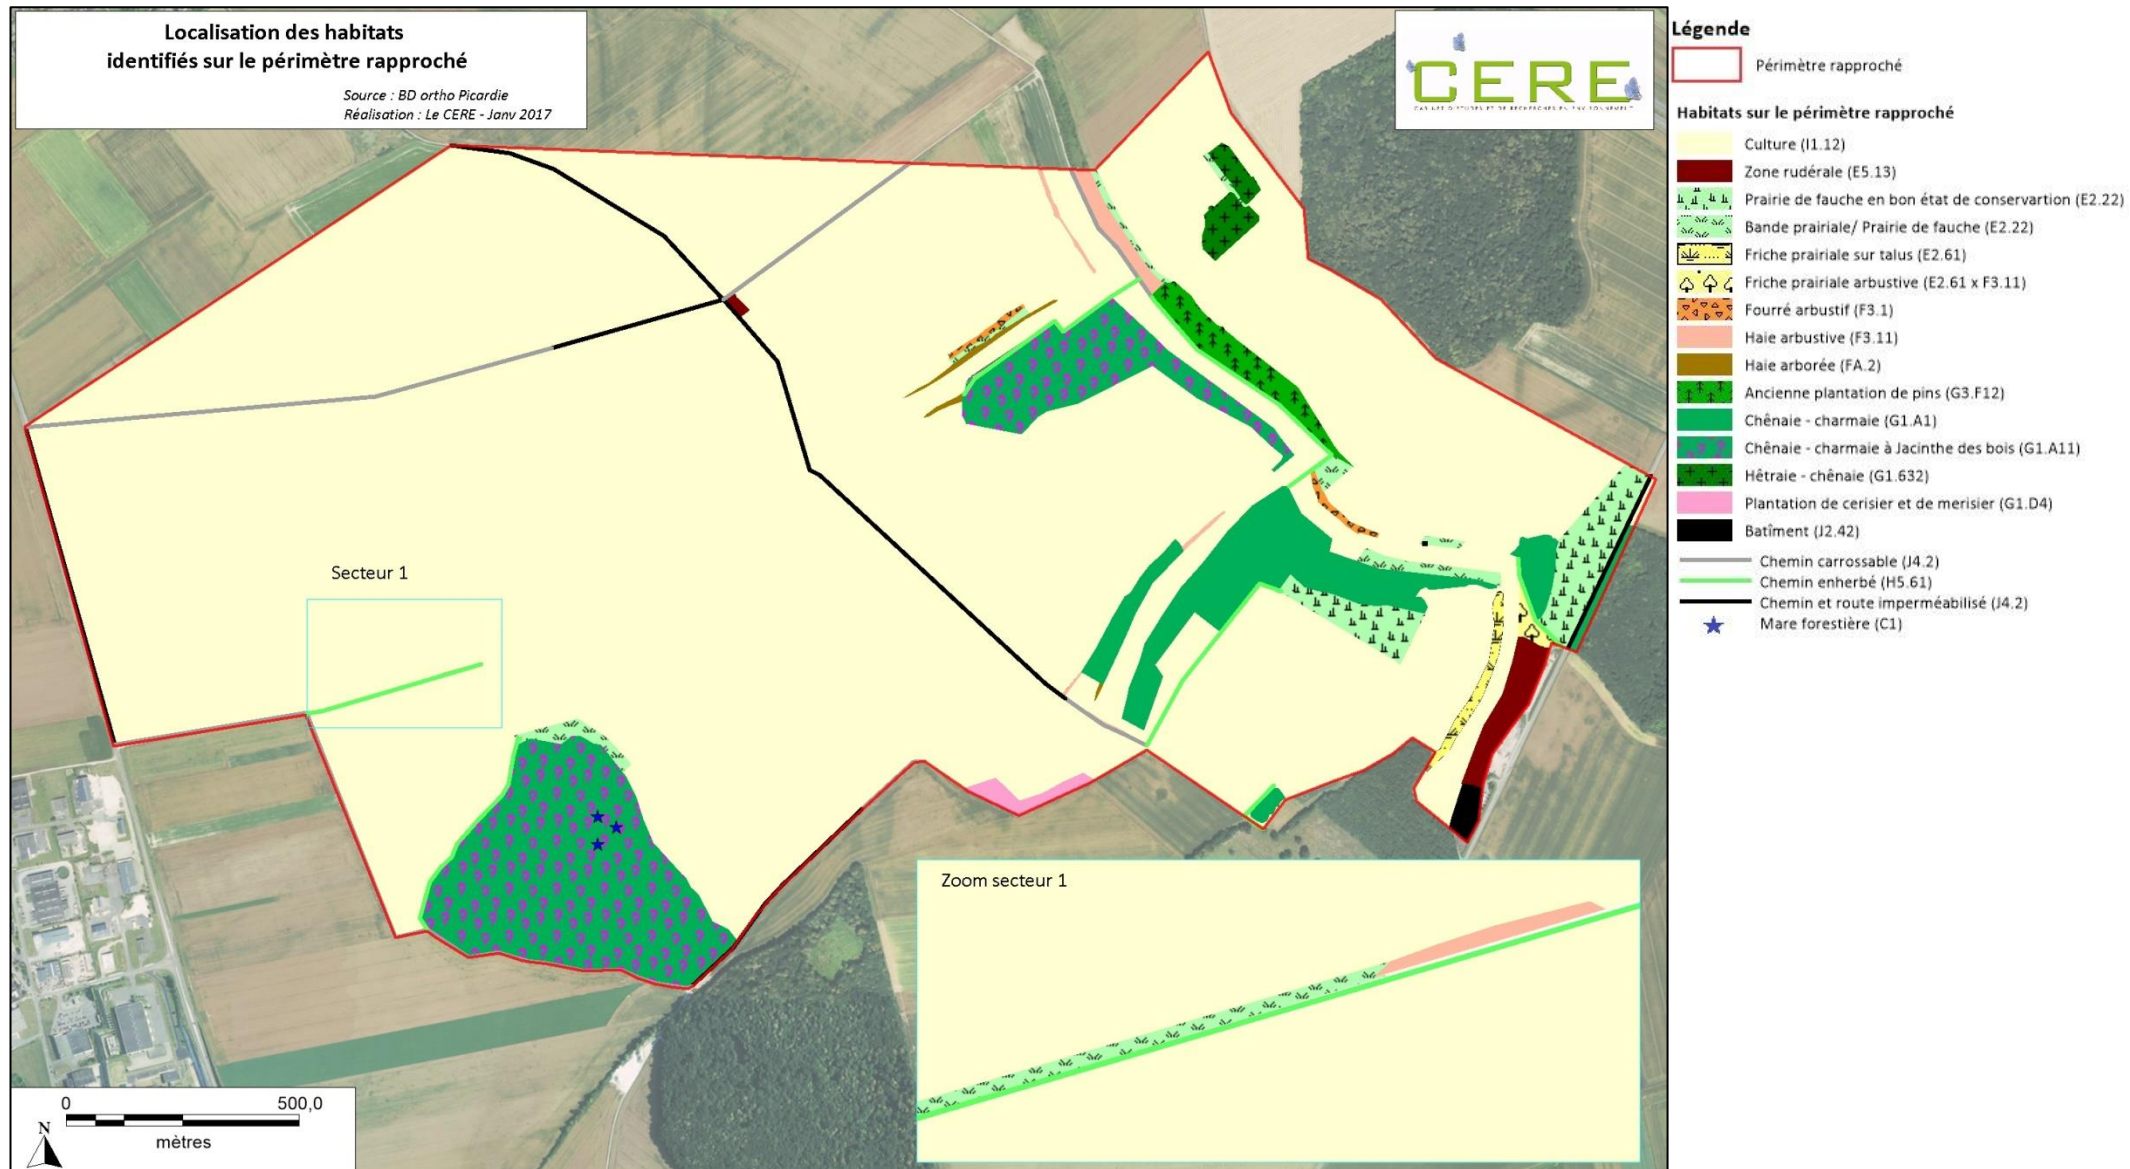 Localisation des habitats
identifiés sur le périmètre rapproché
Source : BD ortho Picardie
Réalisation : Le CERE - Janv 2017
CERE
CABINET D'ETUDES ET DE RECHERCHES EN ENVIRONNEMENT
Secteur 1
Zoom secteur 1
0 500,0
mètres
N
Légende
Périmètre rapproché
Habitats sur le périmètre rapproché
Culture (I1.12)
Zone rudérale (E5.13)
Prairie de fauche en bon état de conservartion (E2.22)
Bande prairiale/ Prairie de fauche (E2.22)
Friche prairiale sur talus (E2.61)
Friche prairiale arbustive (E2.61 x F3.11)
Fourré arbustif (F3.1)
Haie arbustive (F3.11)
Haie arborée (FA.2)
Ancienne plantation de pins (G3.F12)
Chênaie - charmaie (G1.A1)
Chênaie - charmaie à Jacinthe des bois (G1.A11)
Hêtraie - chênaie (G1.632)
Plantation de cerisier et de merisier (G1.D4)
Batîment (J2.42)
Chemin carrossable (J4.2)
Chemin enherbé (H5.61)
Chemin et route imperméabilisé (J4.2)
Mare forestière (C1)